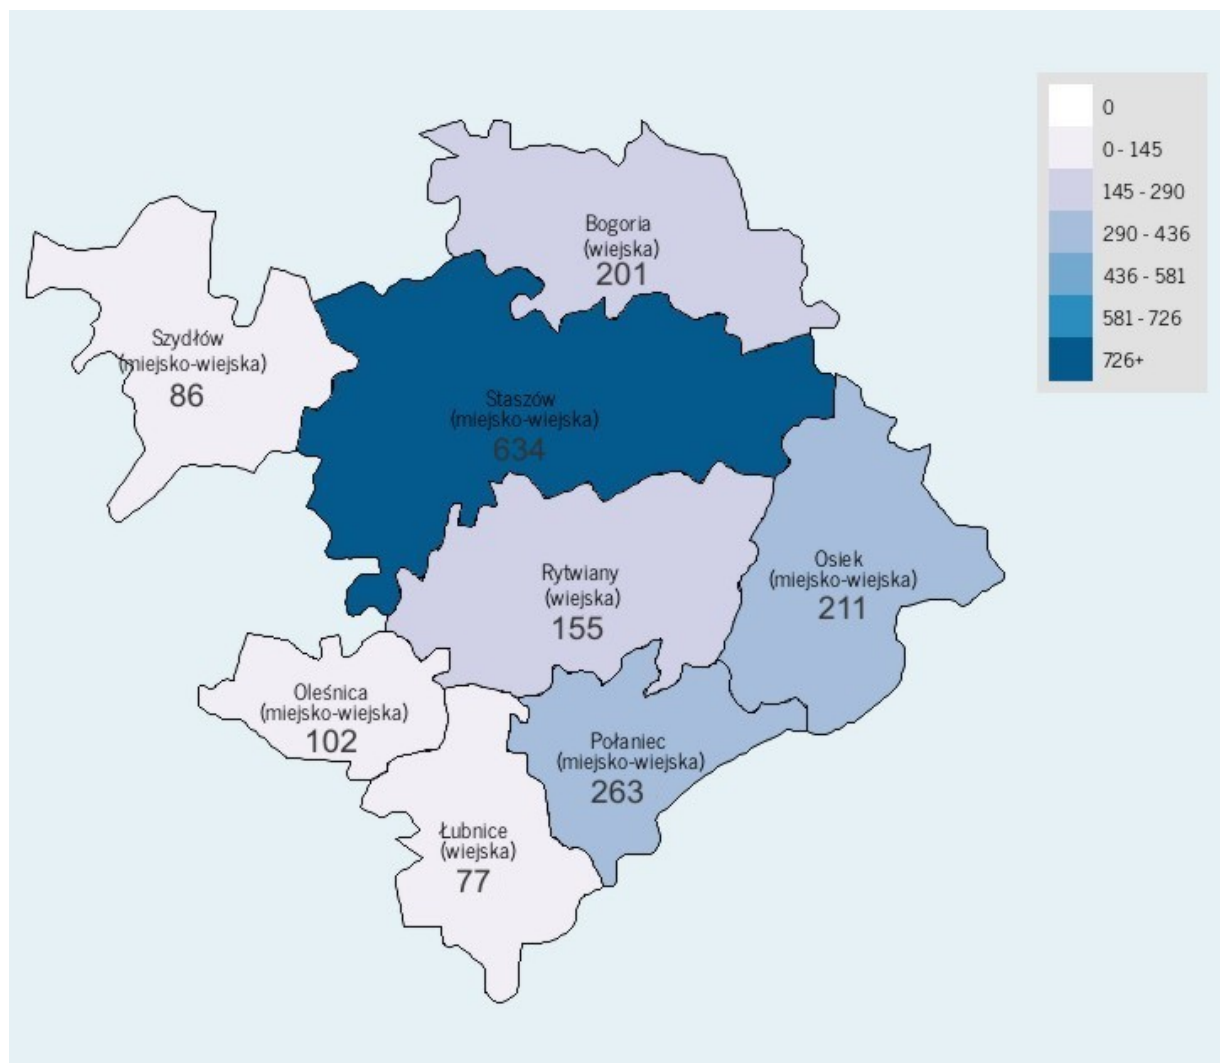 0
0 - 145
145 - 290
290 - 436
436 - 581
581 - 726
726+
Bogoria
(wiejska)
201
Szydłów
(miejsko-wiejska)
86
Staszów
(miejsko-wiejska)
634
Osiek
(miejsko-wiejska)
211
Rytwiany
(wiejska)
155
Oleśnica
(miejsko-wiejska)
102
Połaniec
(miejsko-wiejska)
263
Łubnice
(wiejska)
77